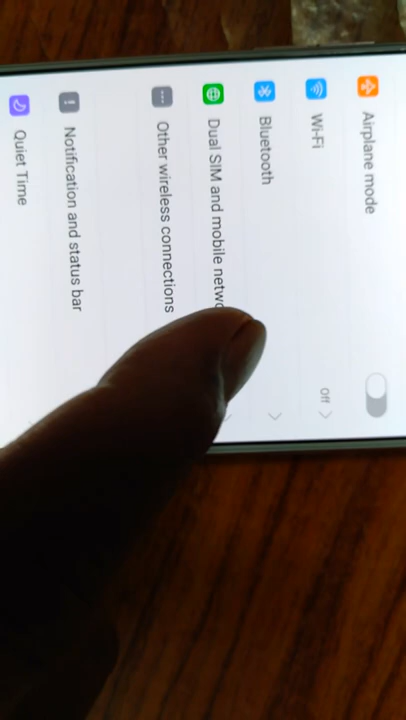 Airplane mode
Wi-Fi
Off
Bluetooth
Dual SIM and mobile
Other wireless connections
Notification and status bar
Quiet Time